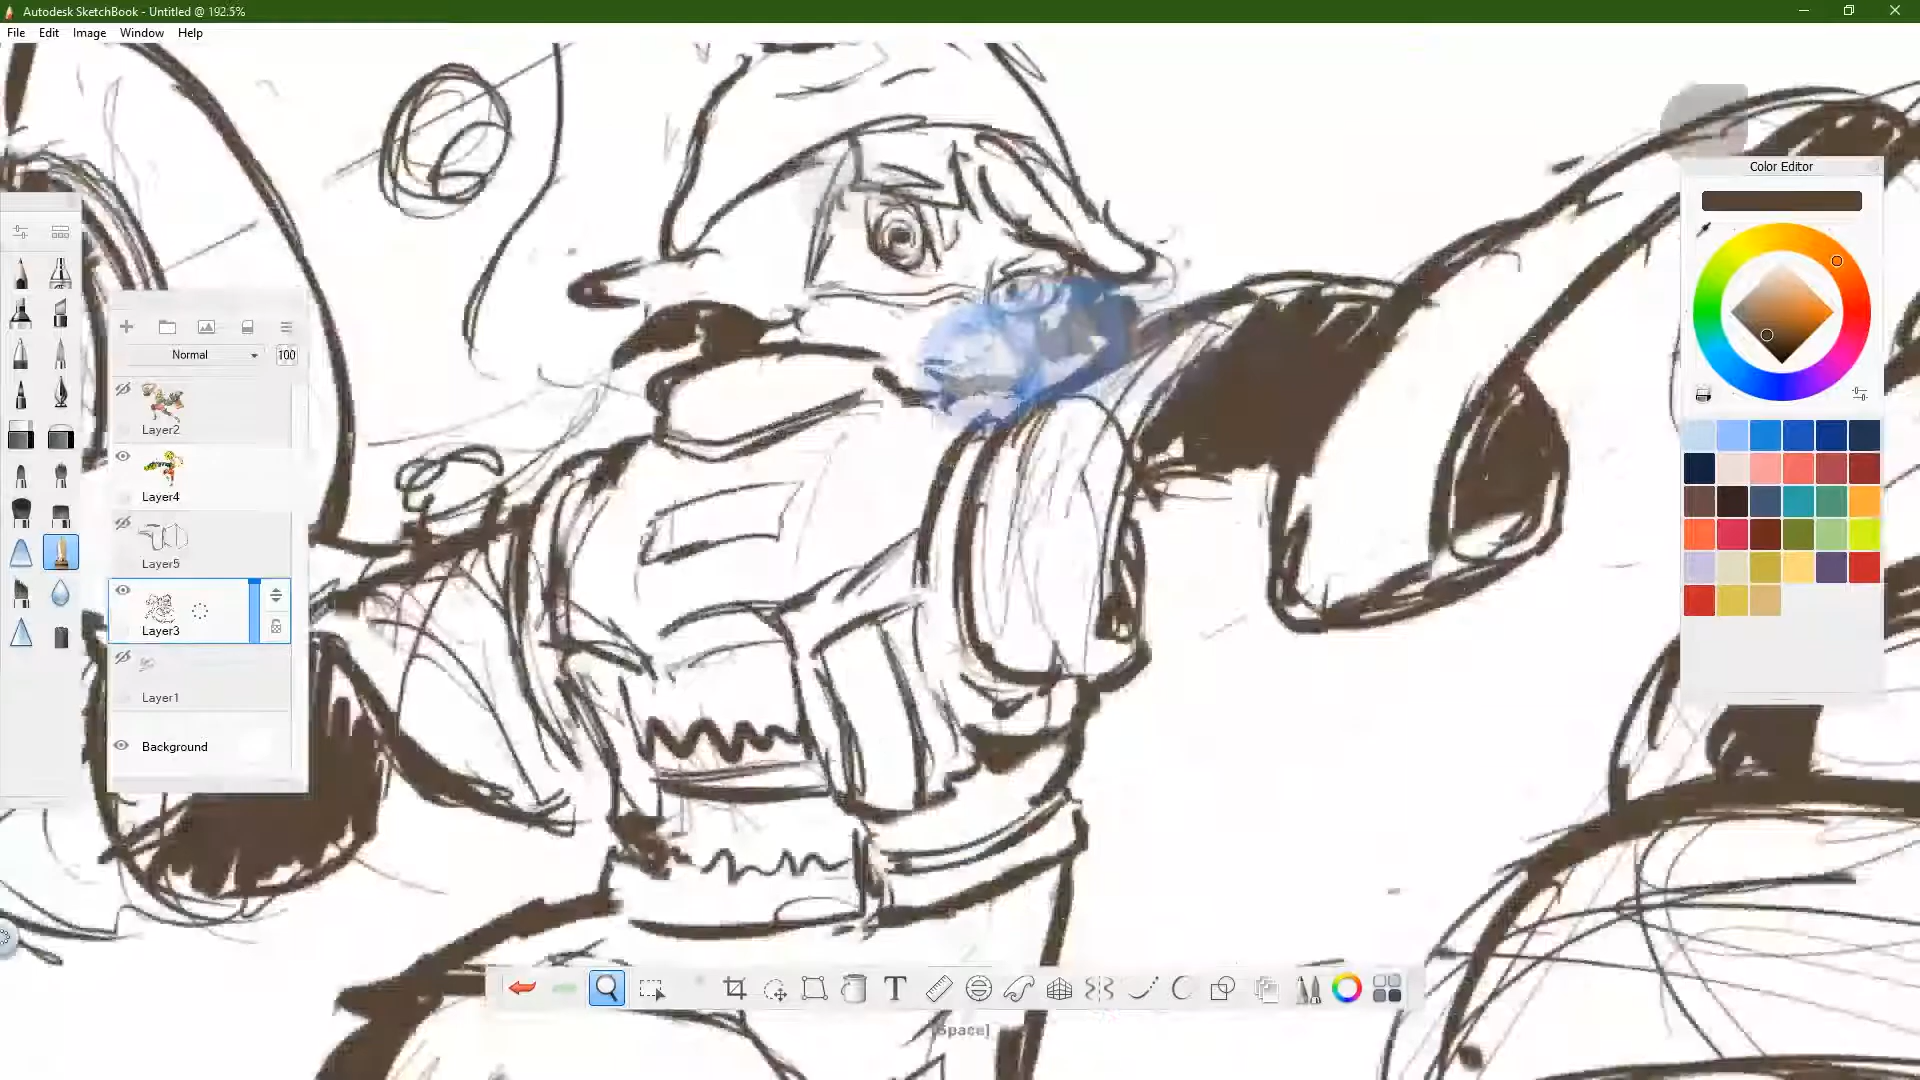 Autodesk SketchBook - Untitled @ 192.5%
File Edit Image Window Help
Color Editor
Normal 100
Layer2
Layer4
Layer5
Layer3
Layer1
Background
T
[Space]